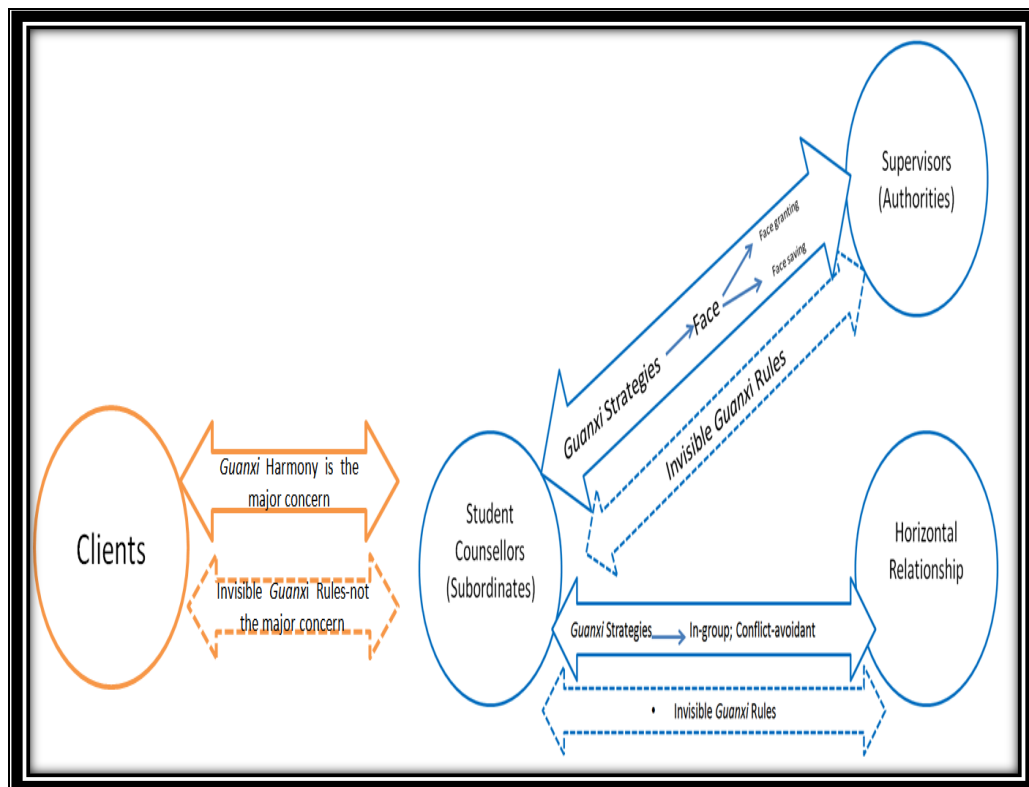 Supervisors
(Authorities)
Face granting
Face saving
Guanxi Strategies
Face
Invisible Guanxi Rules
Clients
Guanxi Harmony is the
major concern
Invisible Guanxi Rules-not
the major concern
Student
Counsellors
(Subordinates)
Horizontal
Relationship
Guanxi Strategies
In-group; Conflict-avoidant
• Invisible Guanxi Rules